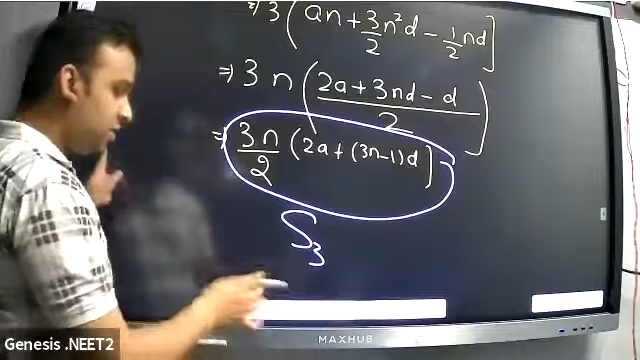 ⇒ 3 ( an + 3/2 n²d - 1/2 nd ]
⇒ 3 n ( 2a + 3nd - d / 2 )
⇒ 3n/2 ( 2a + (3n-1)d ]
S₃
MAXHUB
Genesis .NEET2